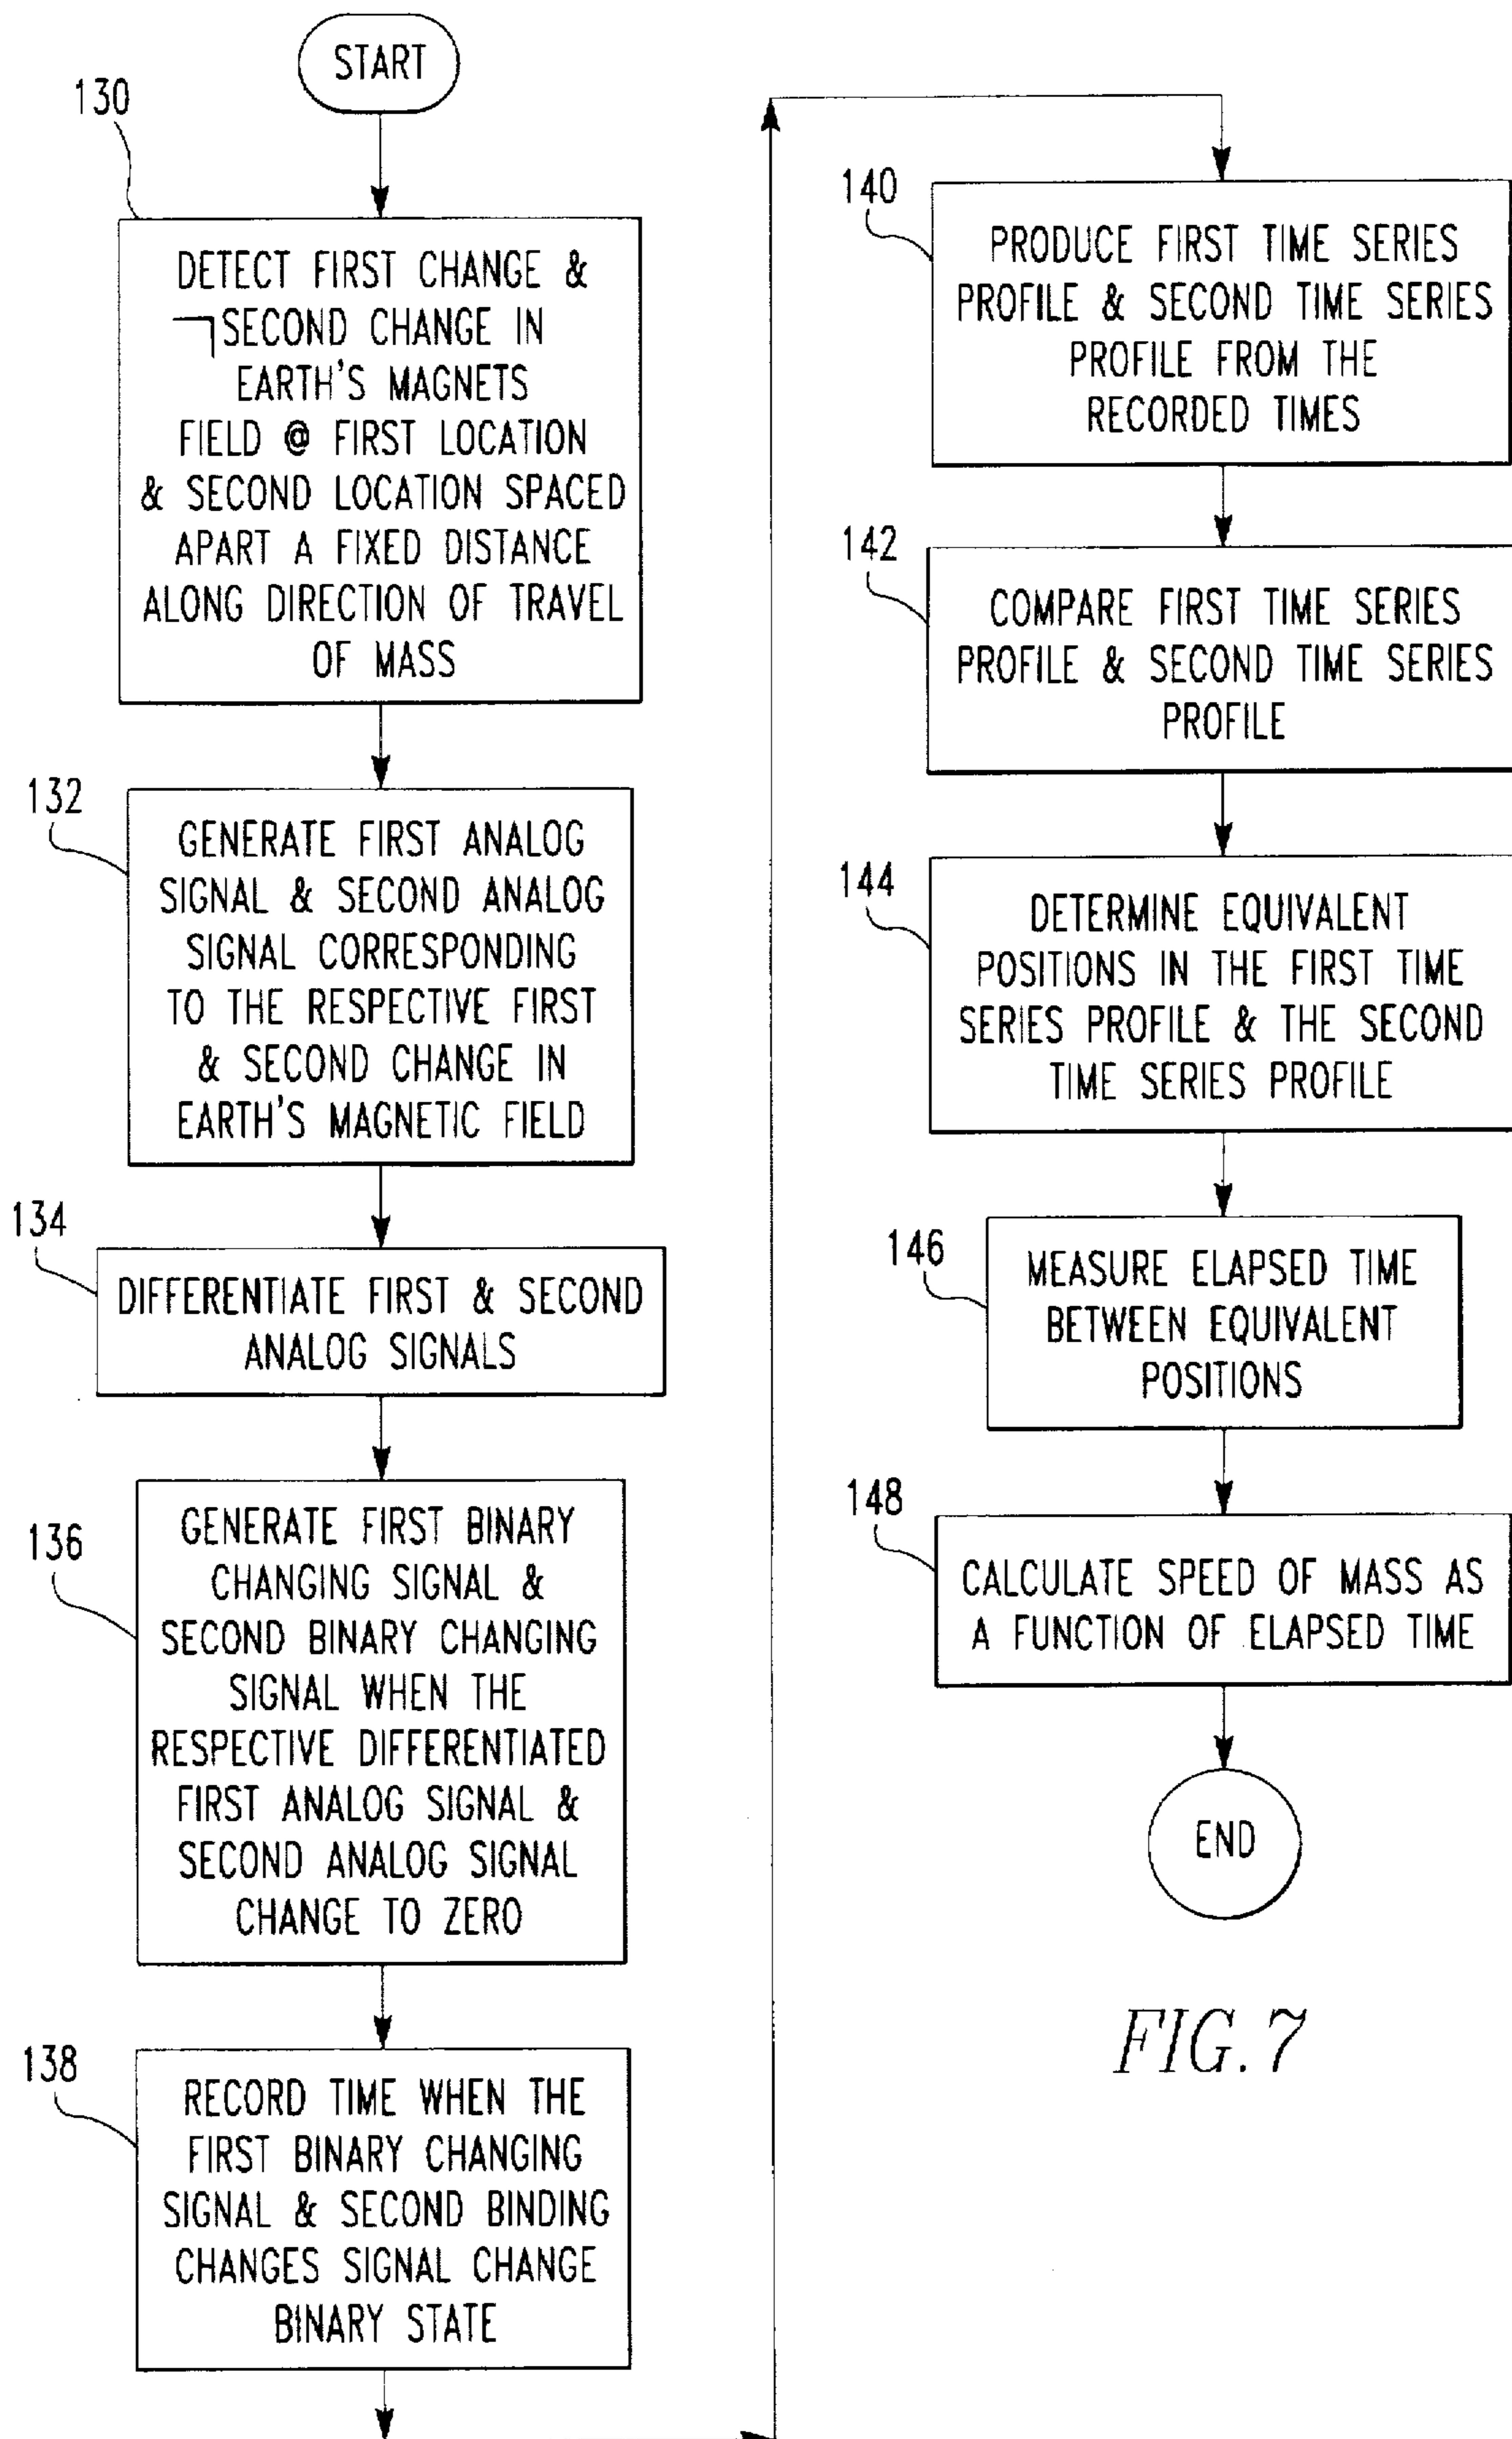 START
130
DETECT FIRST CHANGE &
SECOND CHANGE IN
EARTH'S MAGNETS
FIELD @ FIRST LOCATION
& SECOND LOCATION SPACED
APART A FIXED DISTANCE
ALONG DIRECTION OF TRAVEL
OF MASS
132
GENERATE FIRST ANALOG
SIGNAL & SECOND ANALOG
SIGNAL CORRESPONDING
TO THE RESPECTIVE FIRST
& SECOND CHANGE IN
EARTH'S MAGNETIC FIELD
134
DIFFERENTIATE FIRST & SECOND
ANALOG SIGNALS
136
GENERATE FIRST BINARY
CHANGING SIGNAL &
SECOND BINARY CHANGING
SIGNAL WHEN THE
RESPECTIVE DIFFERENTIATED
FIRST ANALOG SIGNAL &
SECOND ANALOG SIGNAL
CHANGE TO ZERO
138
RECORD TIME WHEN THE
FIRST BINARY CHANGING
SIGNAL & SECOND BINDING
CHANGES SIGNAL CHANGE
BINARY STATE
140
PRODUCE FIRST TIME SERIES
PROFILE & SECOND TIME SERIES
PROFILE FROM THE
RECORDED TIMES
142
COMPARE FIRST TIME SERIES
PROFILE & SECOND TIME SERIES
PROFILE
144
DETERMINE EQUIVALENT
POSITIONS IN THE FIRST TIME
SERIES PROFILE & THE SECOND
TIME SERIES PROFILE
146
MEASURE ELAPSED TIME
BETWEEN EQUIVALENT
POSITIONS
148
CALCULATE SPEED OF MASS AS
A FUNCTION OF ELAPSED TIME
END
FIG. 7